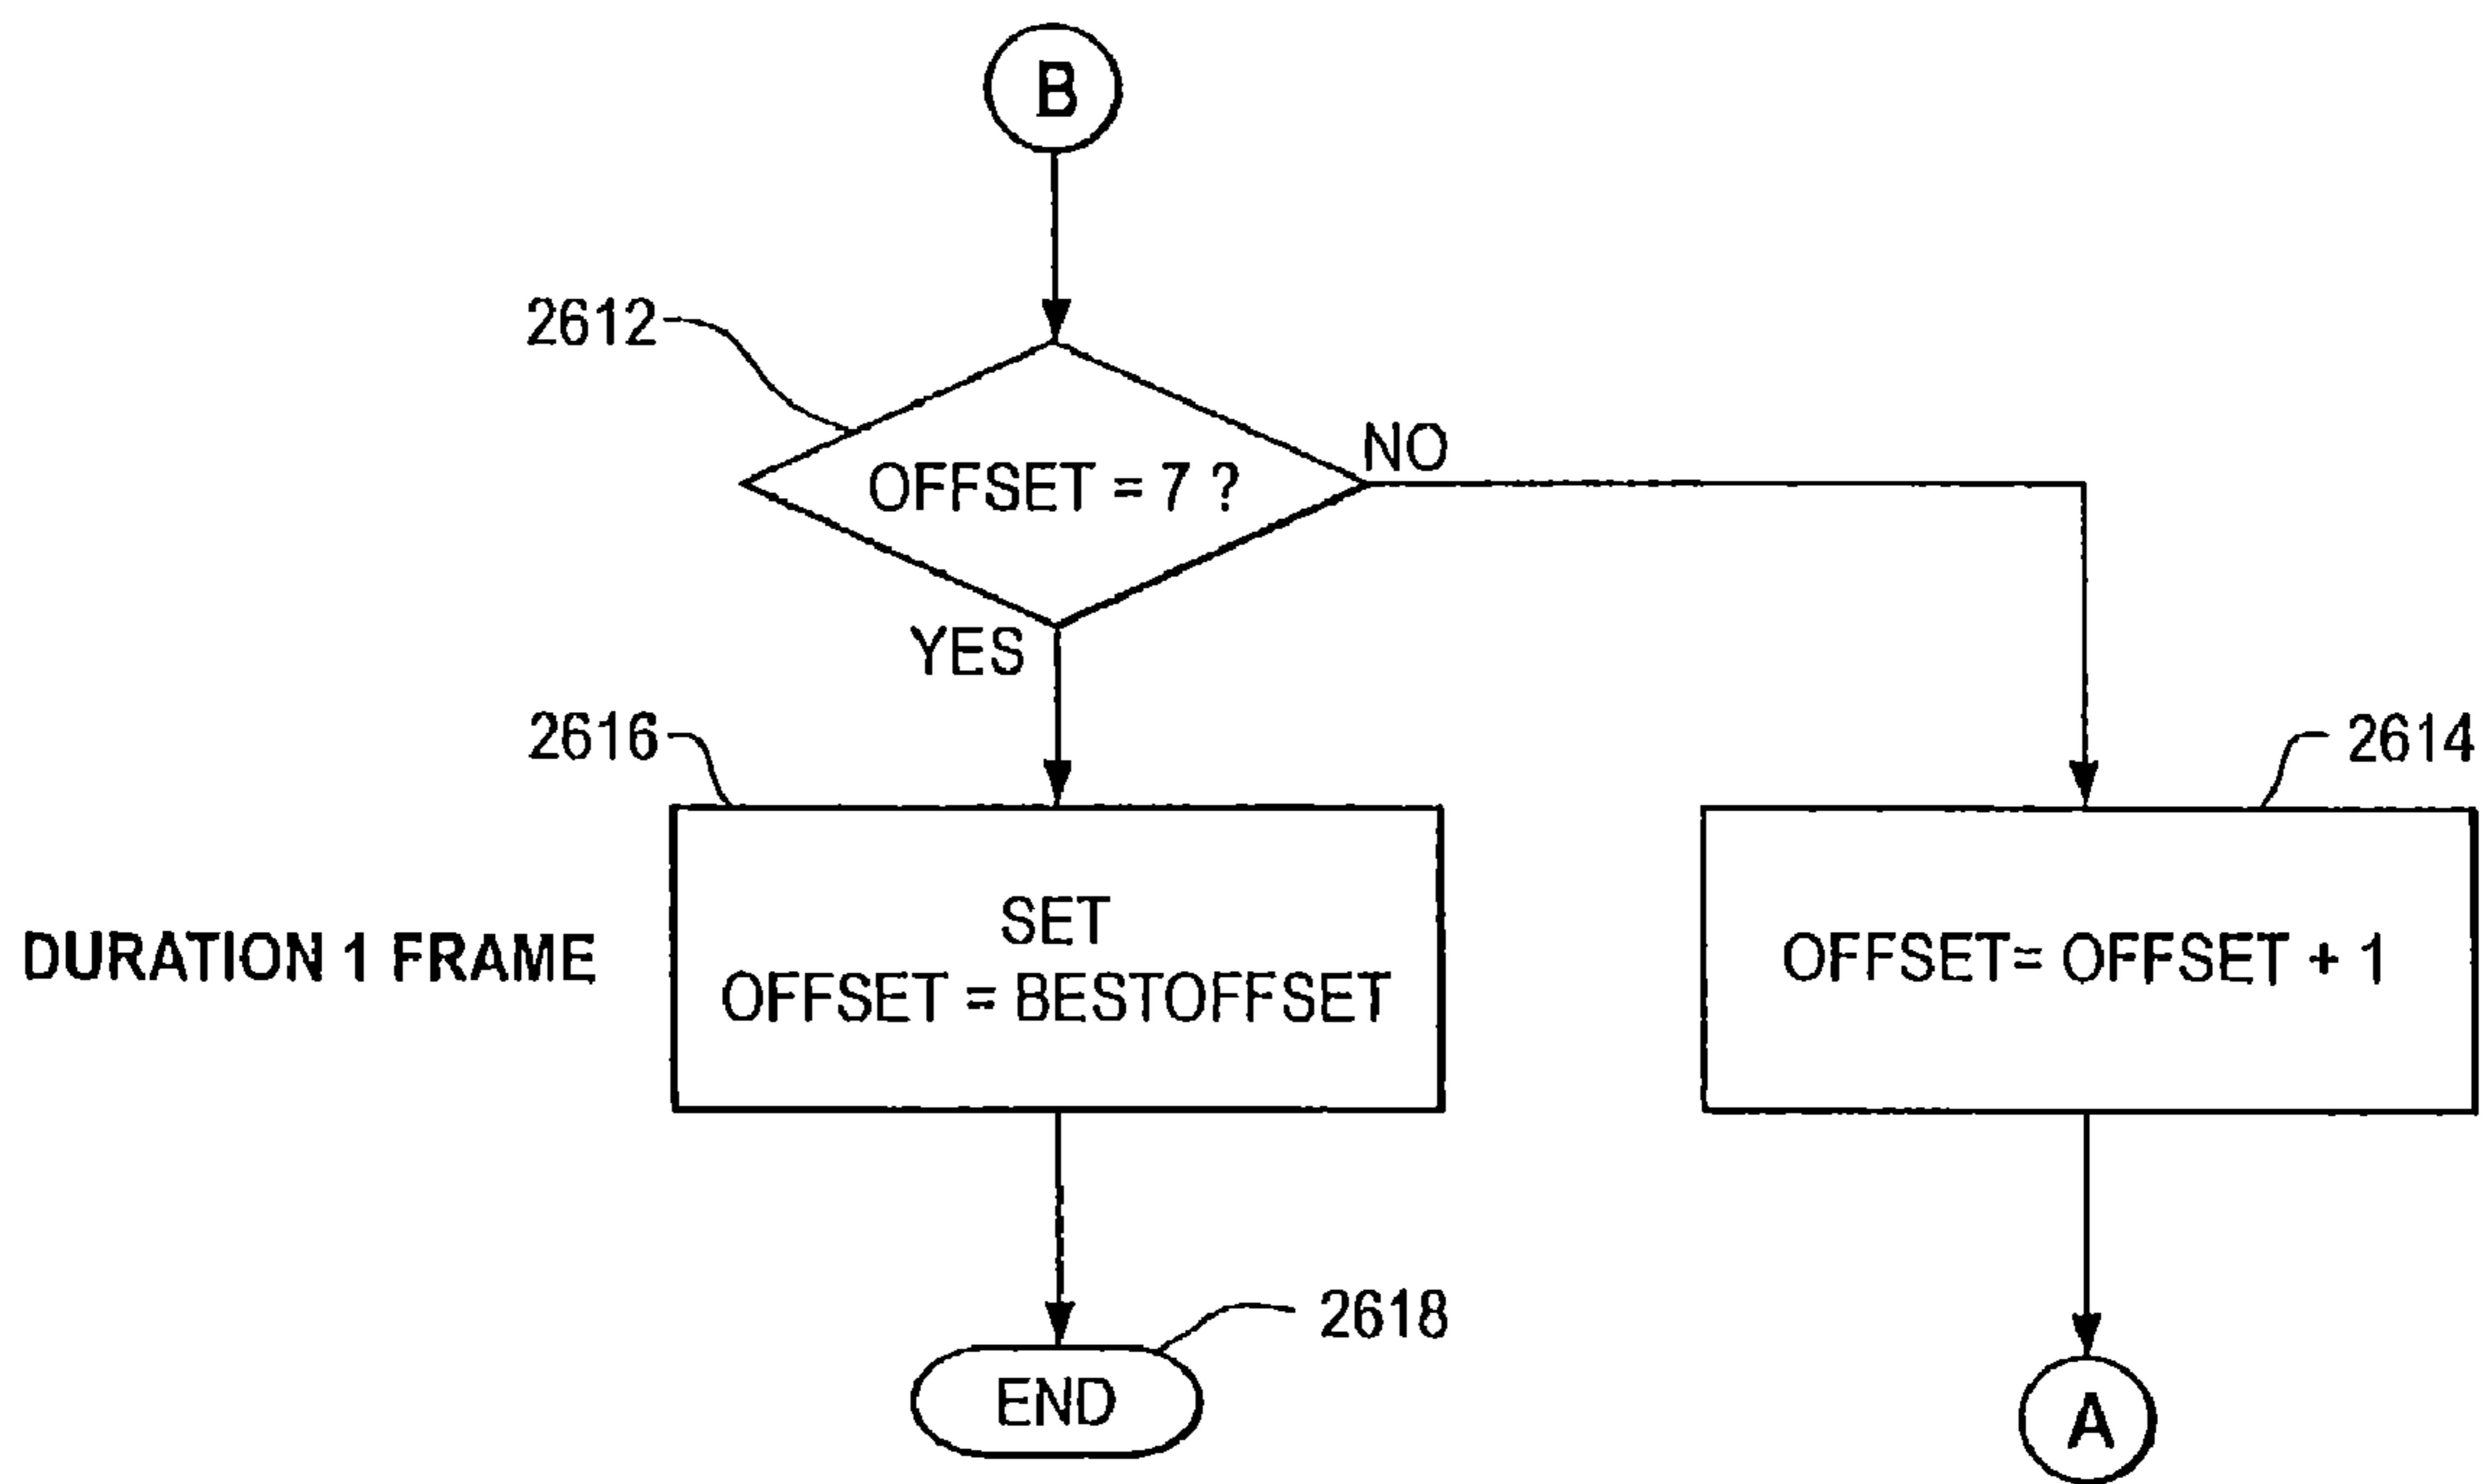 B
2612
OFFSET = 7 ?
NO
YES
2616
2614
DURATION 1 FRAME
SET
OFFSET = BESTOFFSET
OFFSET= OFFSET + 1
2618
END
A